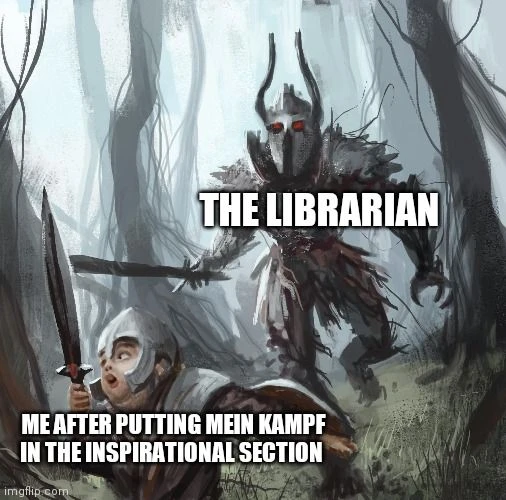 THE LIBRARIAN
ME AFTER PUTTING MEIN KAMPF
IN THE INSPIRATIONAL SECTION
imgflip.com